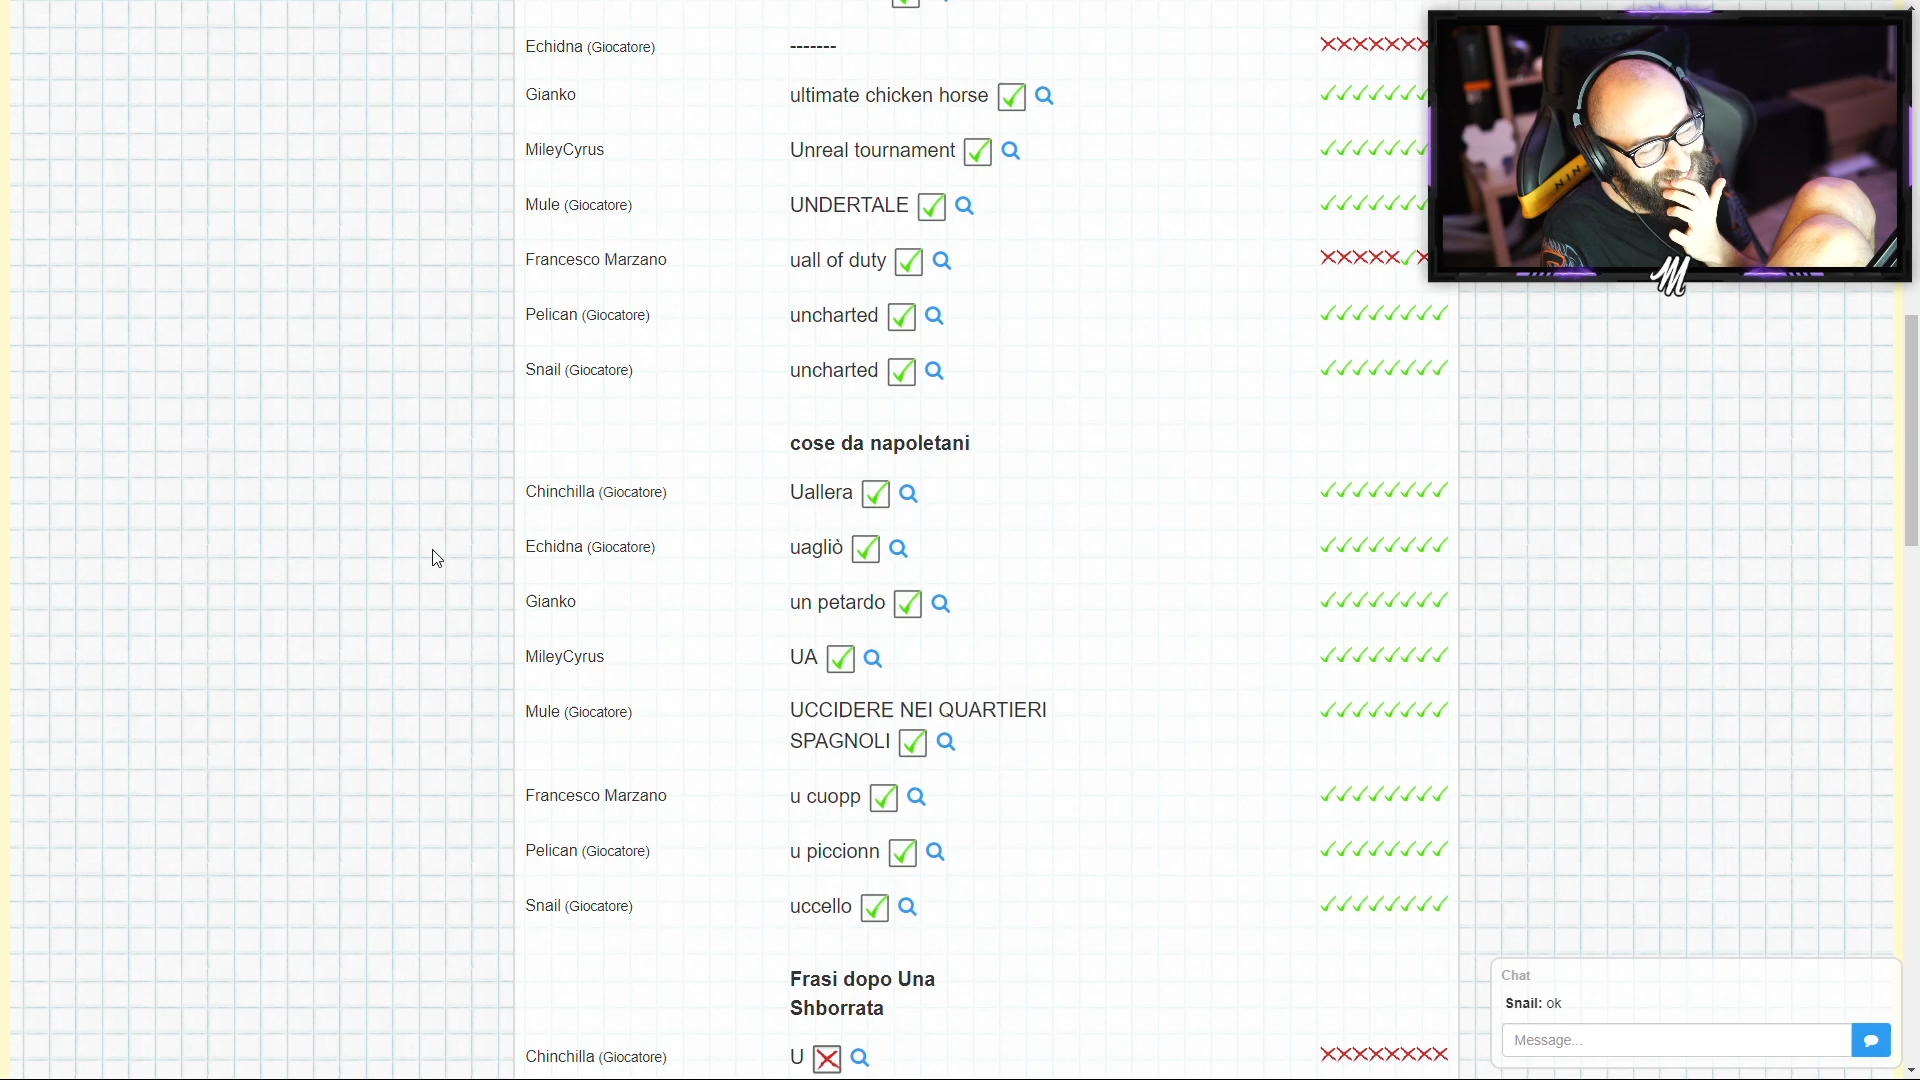 Echidna (Giocatore) -------
Gianko ultimate chicken horse
MileyCyrus Unreal tournament
Mule (Giocatore) UNDERTALE
Francesco Marzano uall of duty
Pelican (Giocatore) uncharted
Snail (Giocatore) uncharted
cose da napoletani
Chinchilla (Giocatore) Uallera
Echidna (Giocatore) uagliò
Gianko un petardo
MileyCyrus UA
Mule (Giocatore) UCCIDERE NEI QUARTIERI
SPAGNOLI
Francesco Marzano u cuopp
Pelican (Giocatore) u piccionn
Snail (Giocatore) uccello
Frasi dopo Una
Shborrata
Chinchilla (Giocatore) U
Chat
Snail: ok
Message...